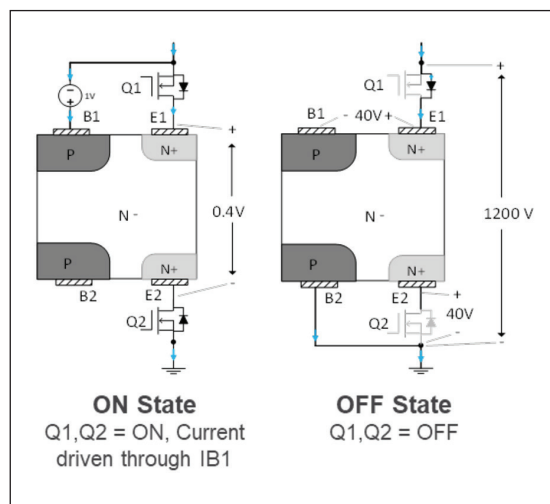 Q1
1V
B1
E1
+
P
N+
N -
0.4V
P
N+
B2
E2
-
Q2
ON State
Q1,Q2 = ON, Current
driven through IB1
+
Q1
B1
- 40V +
E1
P
N+
N -
1200 V
P
N+
B2
E2
+
40V
Q2
-
-
OFF State
Q1,Q2 = OFF